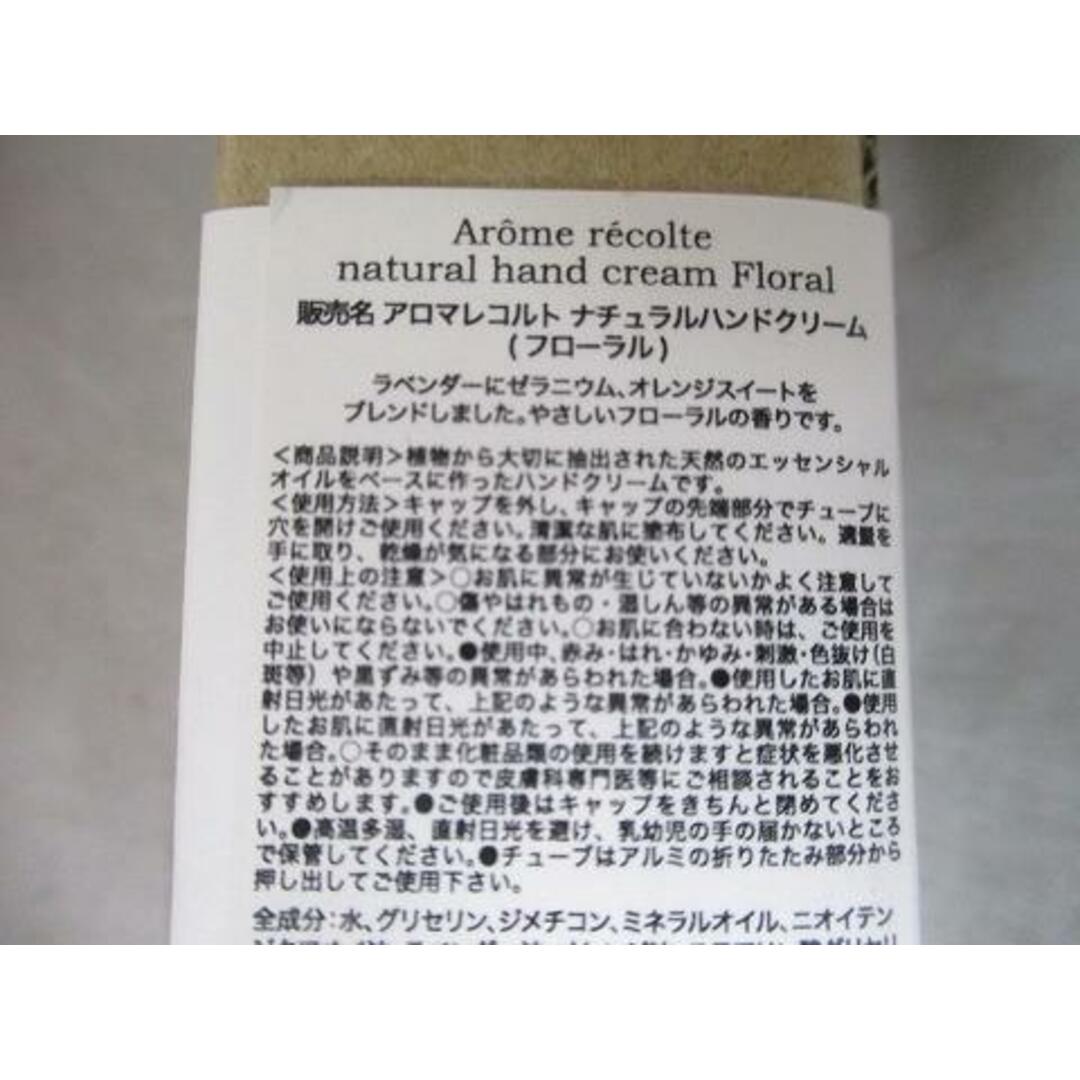 Arôme récolte
natural hand cream Floral
販売名 アロマレコルト ナチュラルハンドクリーム
(フローラル)
ラベンダーにゼラニウム、オレンジスイートを
ブレンドしました。やさしいフローラルの香りです。
＜商品説明＞植物から大切に抽出された天然のエッセンシャル
オイルをベースに作ったハンドクリームです。
＜使用方法＞キャップを外し、キャップの先端部分でチューブに
穴を開けご使用ください。清潔な肌に塗布してください。適量を
手に取り、乾燥が気になる部分にお使いください。
＜使用上の注意＞○お肌に異常が生じていないかよく注意して
ご使用ください。○傷やはれもの・湿しん等の異常がある場合は
お使いにならないでください。○お肌に合わない時は、ご使用を
中止してください。●使用中、赤み・はれ・かゆみ・刺激・色抜け(白
斑等）や黒ずみ等の異常があらわれた場合。●使用したお肌に直
射日光があたって、上記のような異常があらわれた場合。●使用
したお肌に直射日光があたって、上記のような異常があらわれ
た場合。○そのまま化粧品類の使用を続けますと症状を悪化させ
ることがありますので皮膚科専門医等にご相談されることをお
すすめします。●ご使用後はキャップをきちんと閉めてくださ
い。●高温多湿、直射日光を避け、乳幼児の手の届かないところ
で保管してください。●チューブはアルミの折りたたみ部分から
押し出してご使用下さい。
全成分：水、グリセリン、ジメチコン、ミネラルオイル、ニオイテン